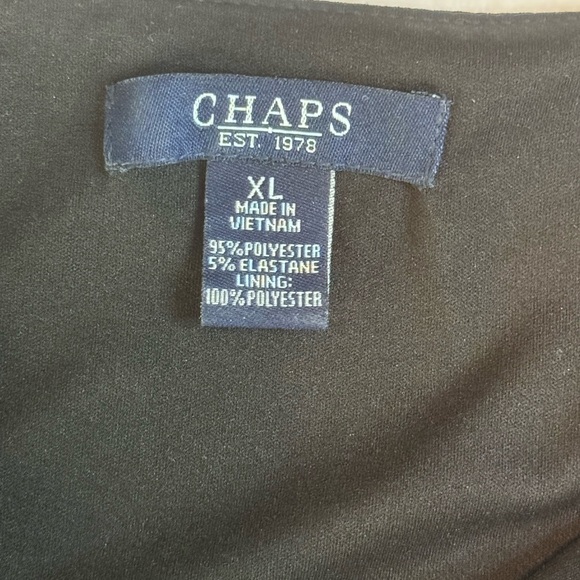 CHAPS
EST. 1978
XL
MADE IN
VIETNAM
95%POLYESTER
5% ELASTANE
LINING:
100%POLYESTER